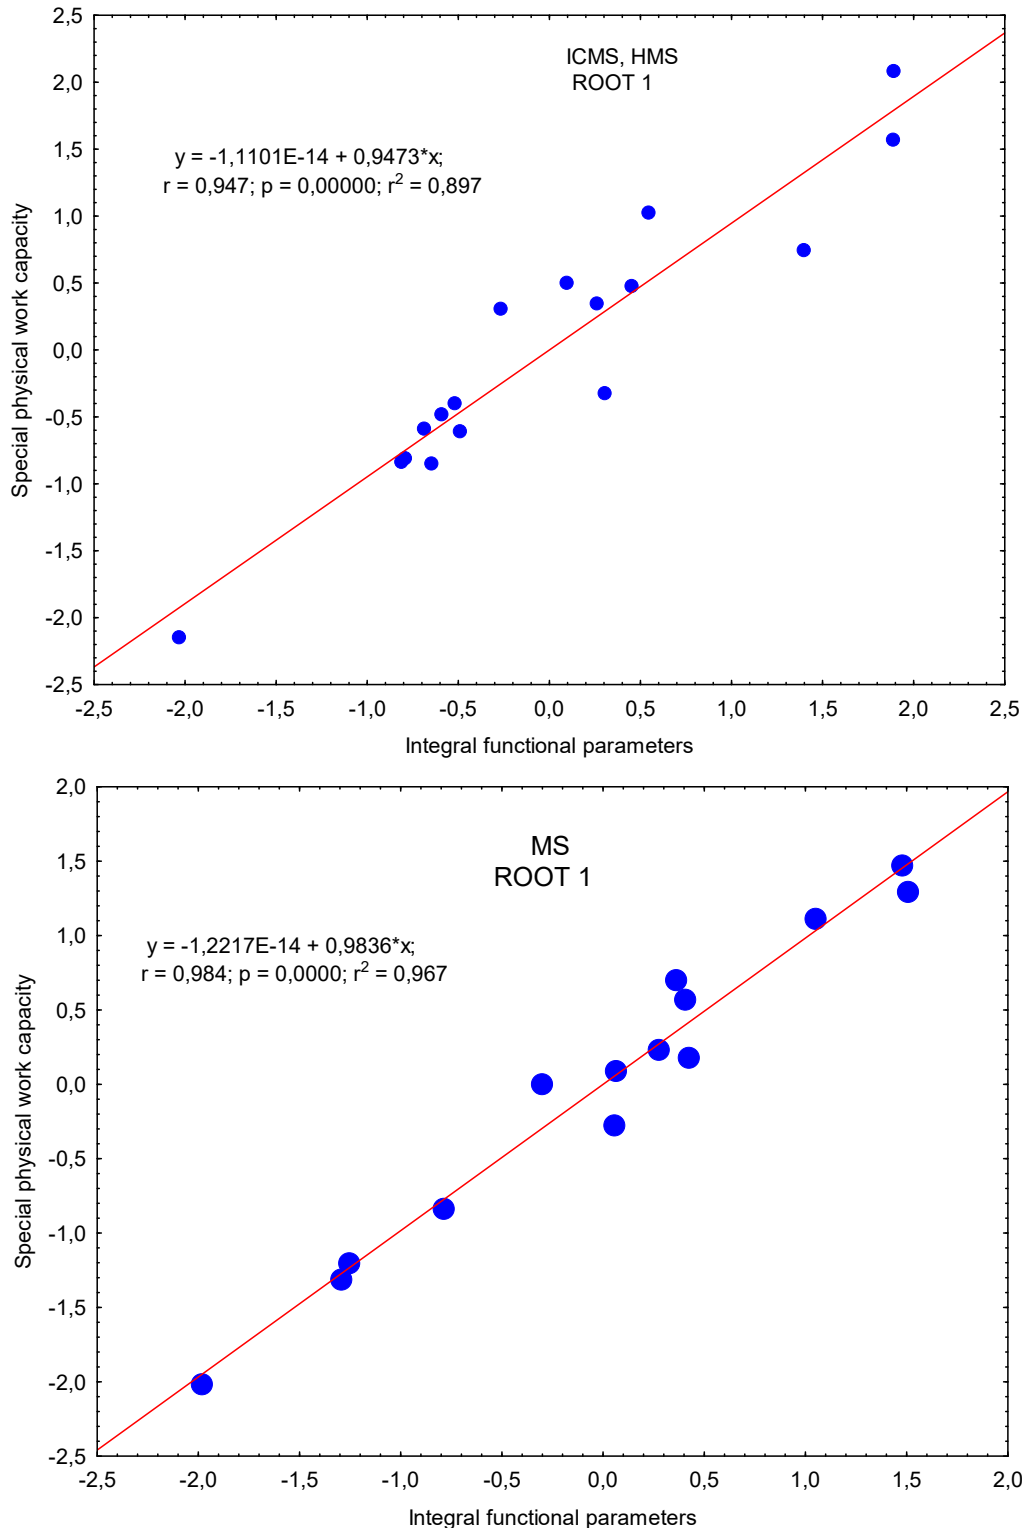 2,5
ICMS, HMS
ROOT 1
2,0
y = -1,1101E-14 + 0,9473*x;
r = 0,947; p = 0,00000; r² = 0,897
1,5
1,0
0,5
0,0
-0,5
-1,0
-1,5
-2,0
-2,5
Special physical work capacity
-2,5 -2,0 -1,5 -1,0 -0,5 0,0 0,5 1,0 1,5 2,0 2,5
Integral functional parameters
2,0
MS
ROOT 1
1,5
y = -1,2217E-14 + 0,9836*x;
r = 0,984; p = 0,0000; r² = 0,967
1,0
0,5
0,0
-0,5
-1,0
-1,5
-2,0
-2,5
Special physical work capacity
-2,5 -2,0 -1,5 -1,0 -0,5 0,0 0,5 1,0 1,5 2,0
Integral functional parameters